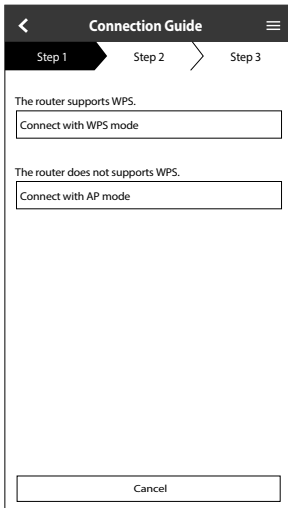 Connection Guide
Step 1 Step 2 Step 3
The router supports WPS.
Connect with WPS mode
The router does not supports WPS.
Connect with AP mode
Cancel